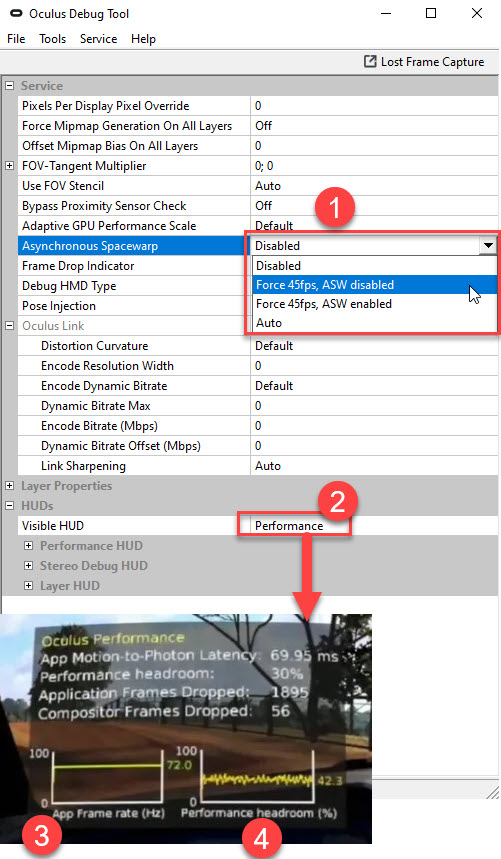 Oculus Debug Tool
File Tools Service Help
Lost Frame Capture
Service
Pixels Per Display Pixel Override 0
Force Mipmap Generation On All Layers Off
Offset Mipmap Bias On All Layers 0
FOV-Tangent Multiplier 0; 0
Use FOV Stencil Auto
Bypass Proximity Sensor Check Off
1
Adaptive GPU Performance Scale Default
Asynchronous Spacewarp Disabled
Frame Drop Indicator Disabled
Debug HMD Type Force 45fps, ASW disabled
Pose Injection Force 45fps, ASW enabled
Oculus Link Auto
Distortion Curvature Default
Encode Resolution Width 0
Encode Dynamic Bitrate Default
Dynamic Bitrate Max 0
Encode Bitrate (Mbps) 0
Dynamic Bitrate Offset (Mbps) 0
Link Sharpening Auto
Layer Properties
HUDs
2
Visible HUD Performance
Performance HUD
Stereo Debug HUD
Layer HUD
Oculus Performance
App Motion-to-Photon Latency: 69.95 ms
Performance headroom: 30%
Application Frames Dropped: 1895
Compositor Frames Dropped: 56
100 100
72.0 42.3
0 0
App Frame rate (Hz) Performance headroom (%)
3 4